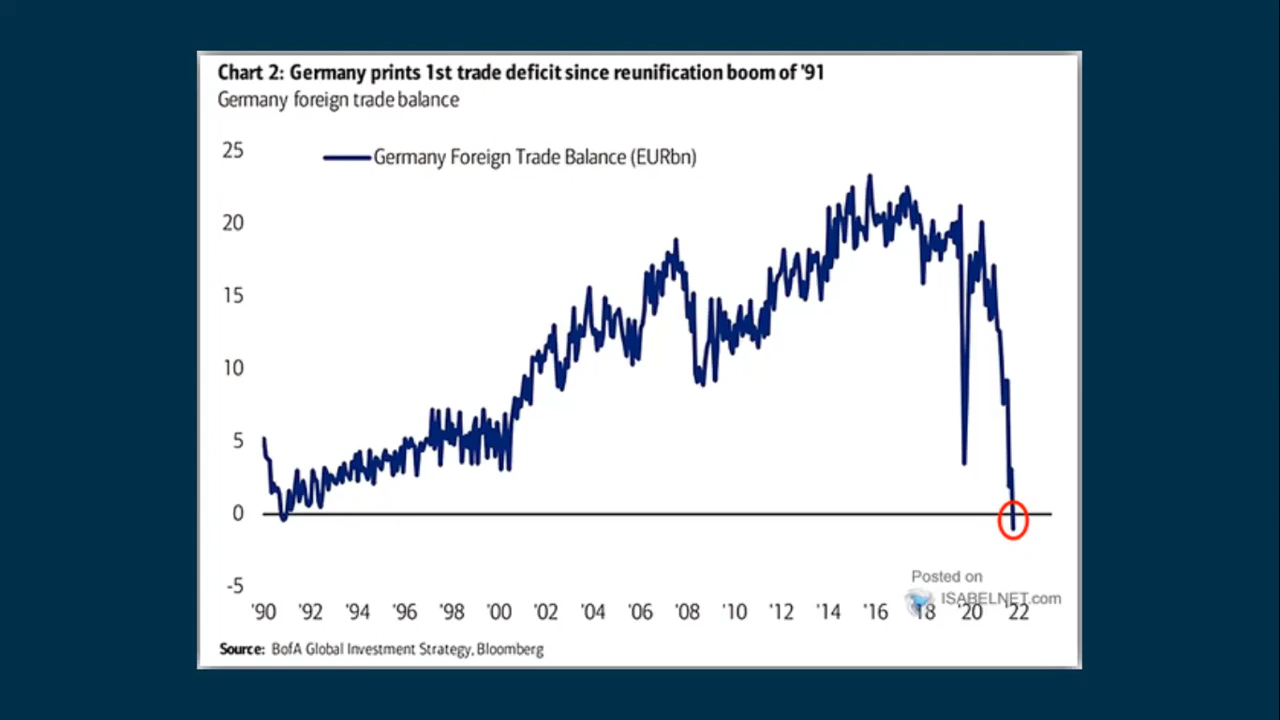 Chart 2: Germany prints 1st trade deficit since reunification boom of '91
Germany foreign trade balance
Germany Foreign Trade Balance (EURbn)
25
20
15
10
5
0
-5
'90 '92 '94 '96 '98 '00 '02 '04 '06 '08 '10 '12 '14 '16 '18 '20 '22
Posted on
ISABELNET.com
Source: BofA Global Investment Strategy, Bloomberg